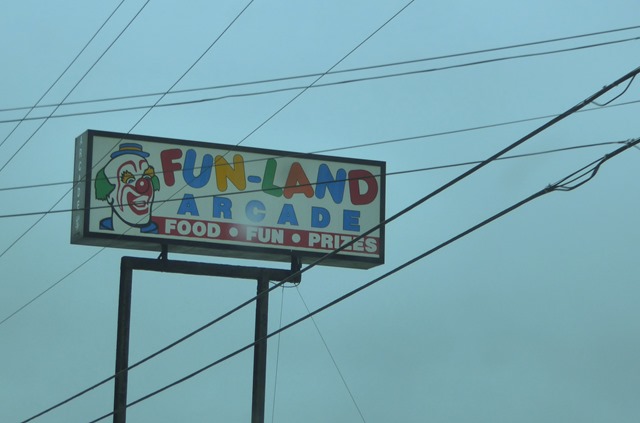 FUN-LAND
ARCADE
FOOD • FUN • PRIZES